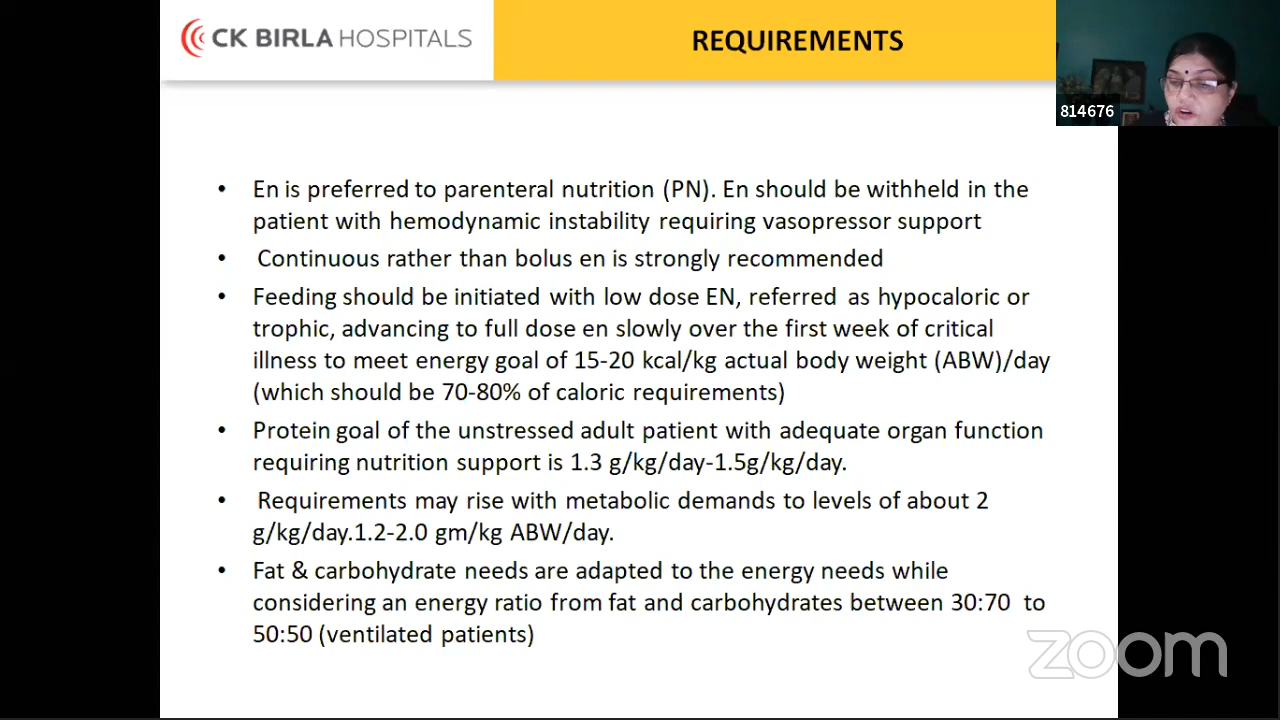 CK BIRLA HOSPITALS
REQUIREMENTS
814676
• En is preferred to parenteral nutrition (PN). En should be withheld in the
patient with hemodynamic instability requiring vasopressor support
• Continuous rather than bolus en is strongly recommended
• Feeding should be initiated with low dose EN, referred as hypocaloric or
trophic, advancing to full dose en slowly over the first week of critical
illness to meet energy goal of 15-20 kcal/kg actual body weight (ABW)/day
(which should be 70-80% of caloric requirements)
• Protein goal of the unstressed adult patient with adequate organ function
requiring nutrition support is 1.3 g/kg/day-1.5g/kg/day.
• Requirements may rise with metabolic demands to levels of about 2
g/kg/day.1.2-2.0 gm/kg ABW/day.
• Fat & carbohydrate needs are adapted to the energy needs while
considering an energy ratio from fat and carbohydrates between 30:70 to
50:50 (ventilated patients)
zoom